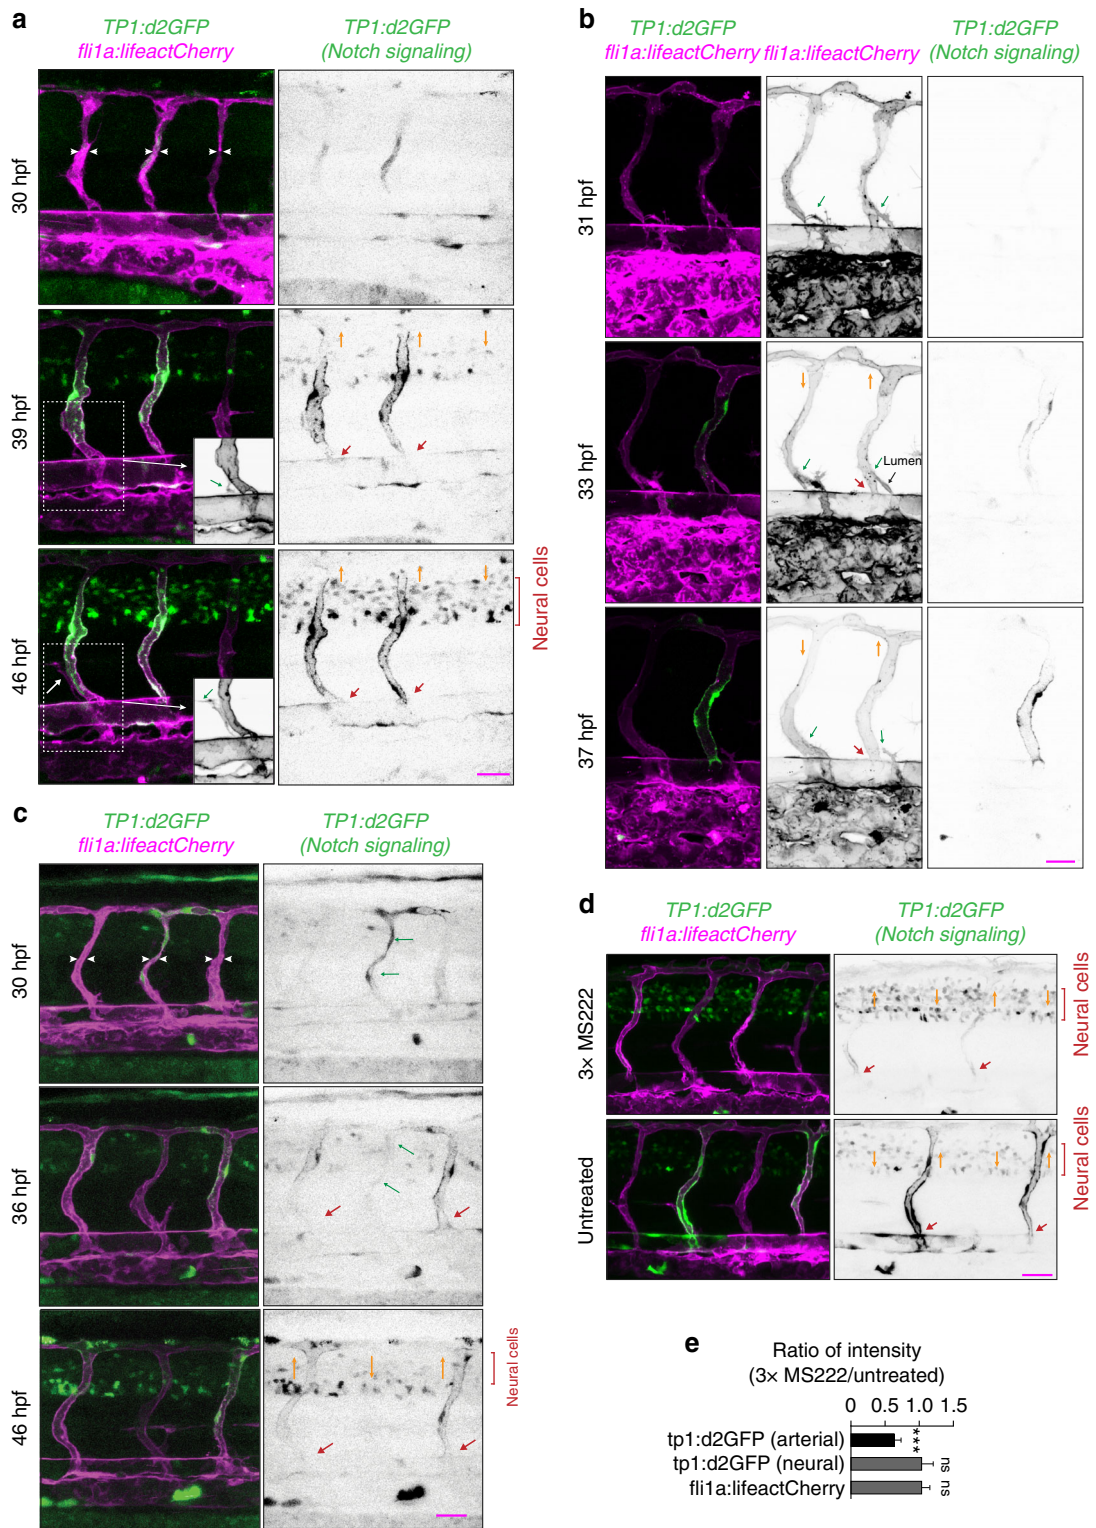 a
TP1:d2GFP
fli1a:lifeactCherry
TP1:d2GFP
(Notch signaling)
30 hpf
39 hpf
46 hpf
Neural cells
b
TP1:d2GFP
fli1a:lifeactCherry
fli1a:lifeactCherry
TP1:d2GFP
(Notch signaling)
31 hpf
33 hpf
Lumen
37 hpf
c
TP1:d2GFP
fli1a:lifeactCherry
TP1:d2GFP
(Notch signaling)
30 hpf
36 hpf
46 hpf
Neural cells
d
TP1:d2GFP
fli1a:lifeactCherry
TP1:d2GFP
(Notch signaling)
3× MS222
Neural cells
Untreated
Neural cells
e
Ratio of intensity
(3× MS222/untreated)
0 0.5 1.0 1.5
tp1:d2GFP (arterial) ***
tp1:d2GFP (neural) ns
fli1a:lifeactCherry ns